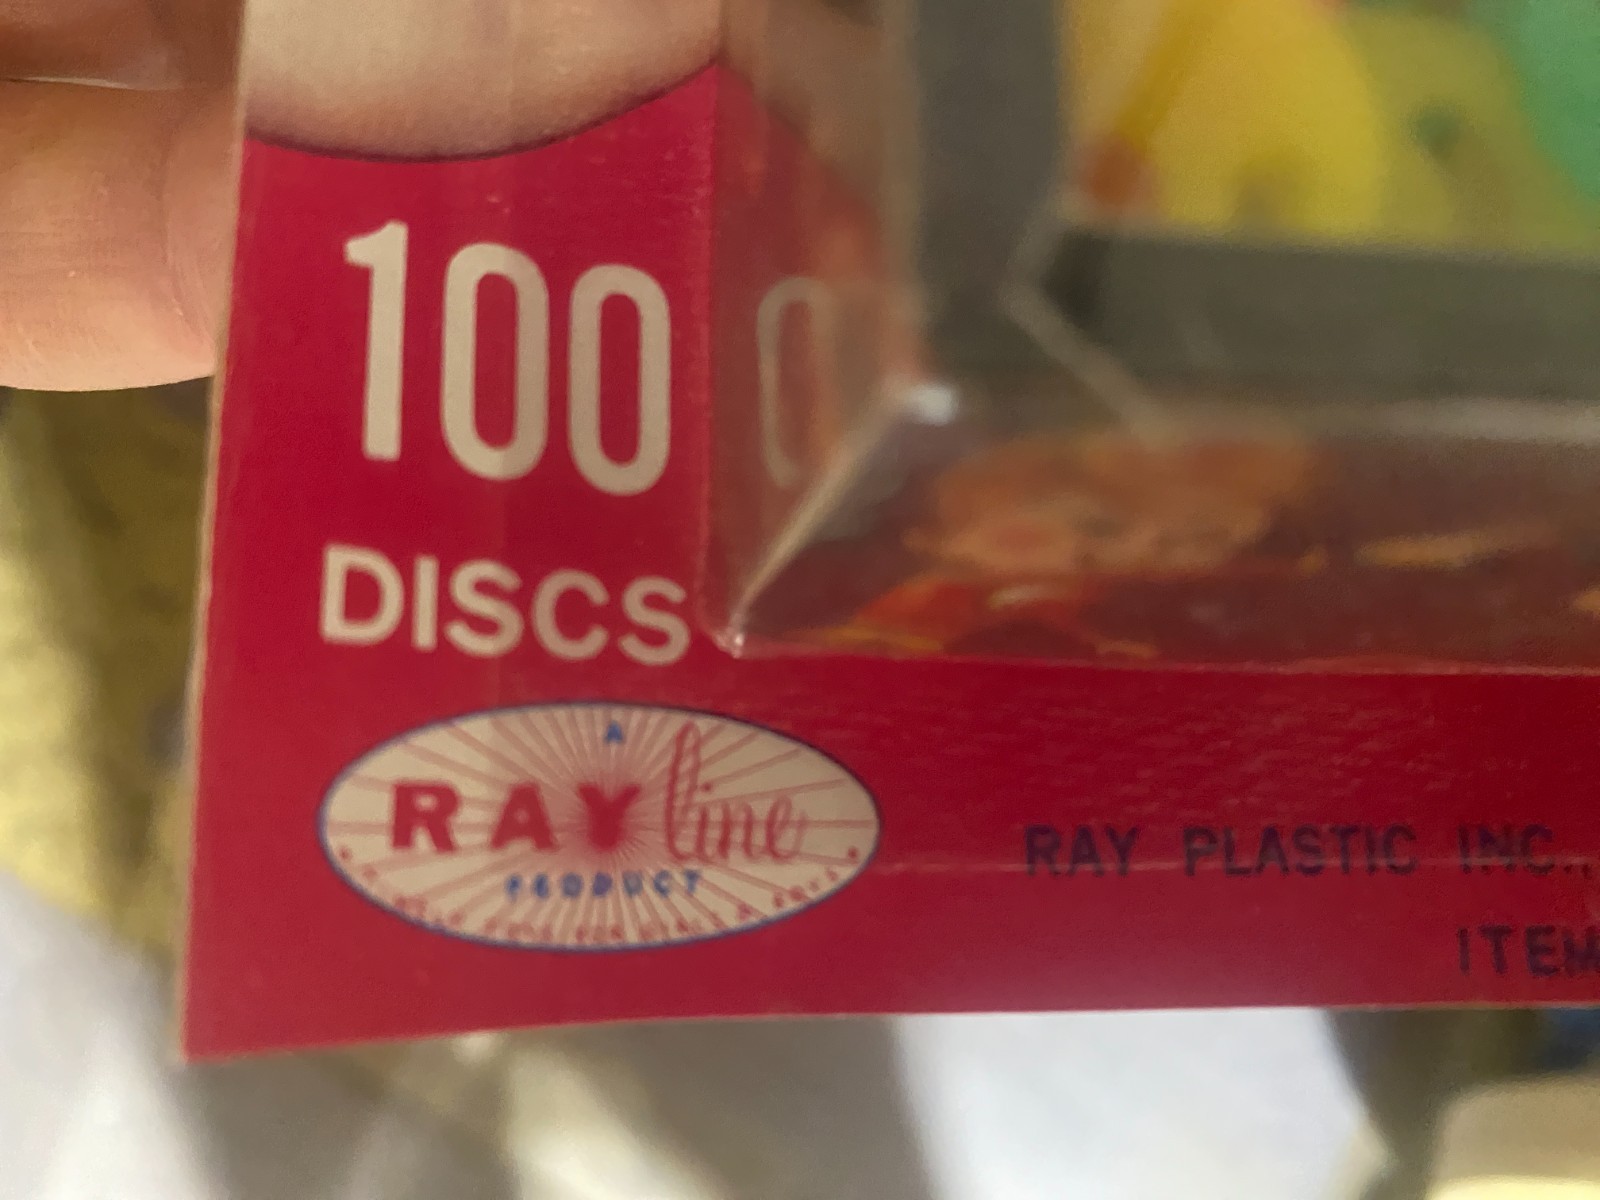 100
DISCS
A
RAY line
PRODUCT
RAY PLASTIC INC.,
ITEM